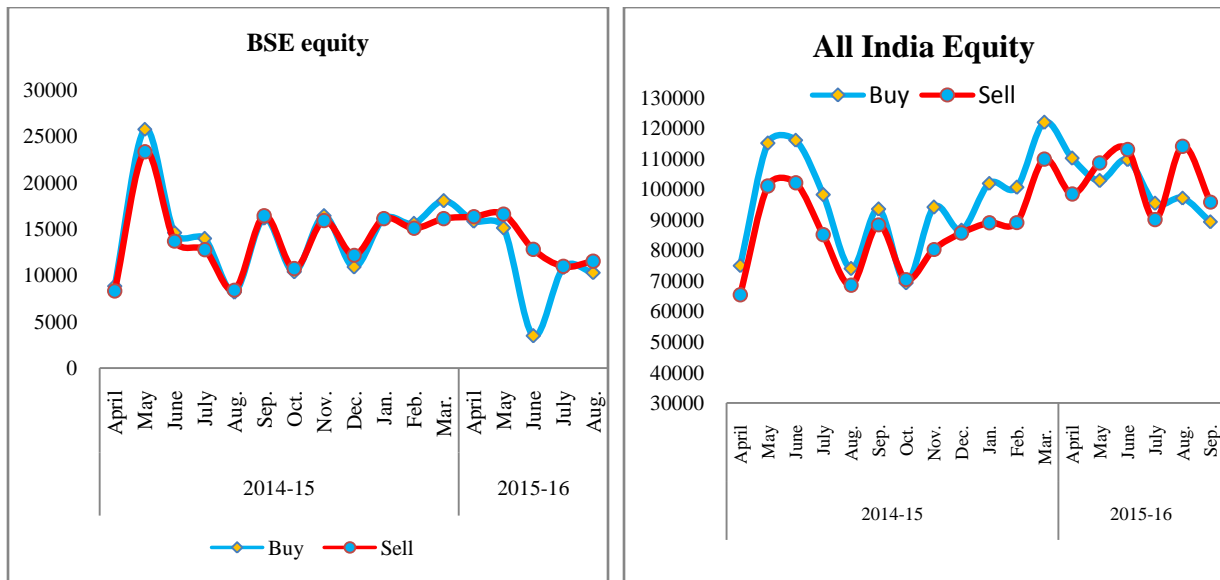 BSE equity
30000
25000
20000
15000
10000
5000
0
April
May
June
July
Aug.
Sep.
Oct.
Nov.
Dec.
Jan.
Feb.
Mar.
April
May
June
July
Aug.
2014-15
2015-16
Buy
Sell
All India Equity
Buy
Sell
130000
120000
110000
100000
90000
80000
70000
60000
50000
40000
30000
April
May
June
July
Aug.
Sep.
Oct.
Nov.
Dec.
Jan.
Feb.
Mar.
April
May
June
July
Aug.
Sep.
2014-15
2015-16